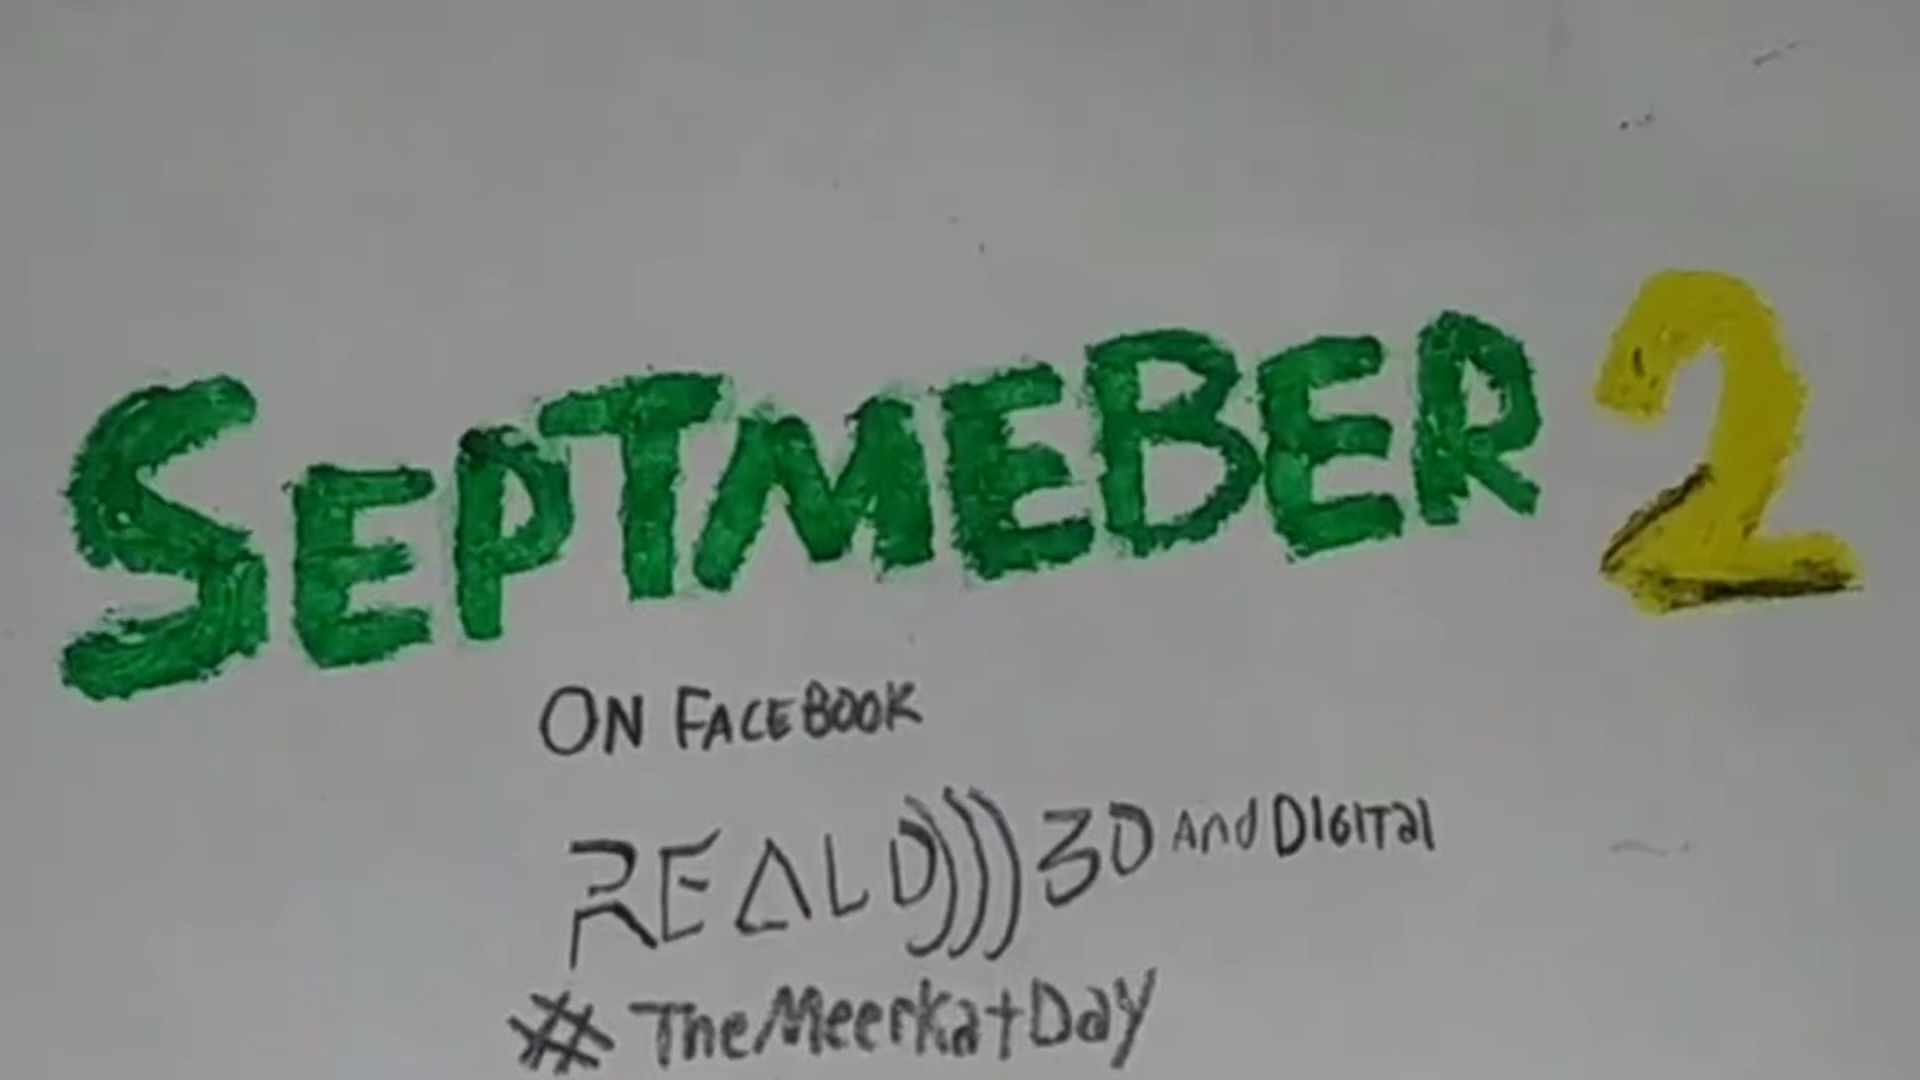 SEPTMEBER 2
ON FACEBOOK
REALD))) 3D And DIGITal
#TheMeerkatDay